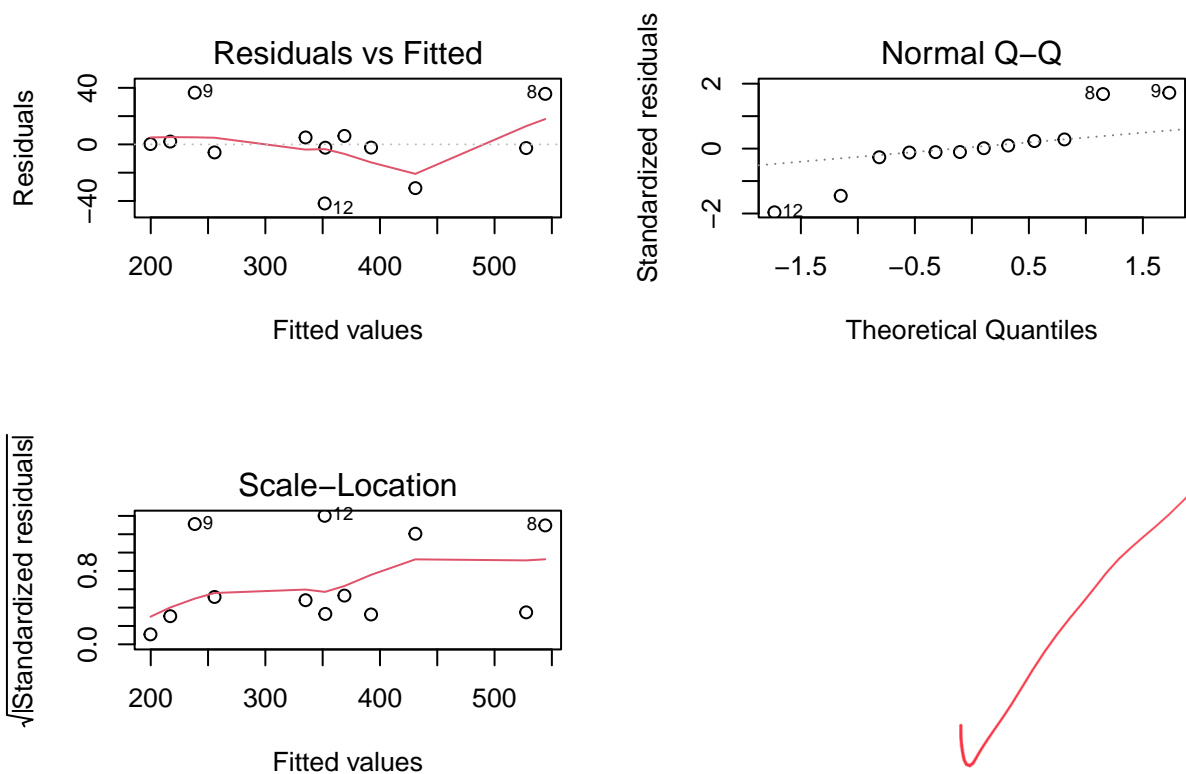 Residuals vs Fitted
Residuals
40
0
−40
9
8
12
200 300 400 500
Fitted values
Normal Q−Q
Standardized residuals
2
0
−2
8
9
12
−1.5 −0.5 0.5 1.5
Theoretical Quantiles
Scale−Location
√|Standardized residuals|
0.8
0.0
9
12
8
200 300 400 500
Fitted values